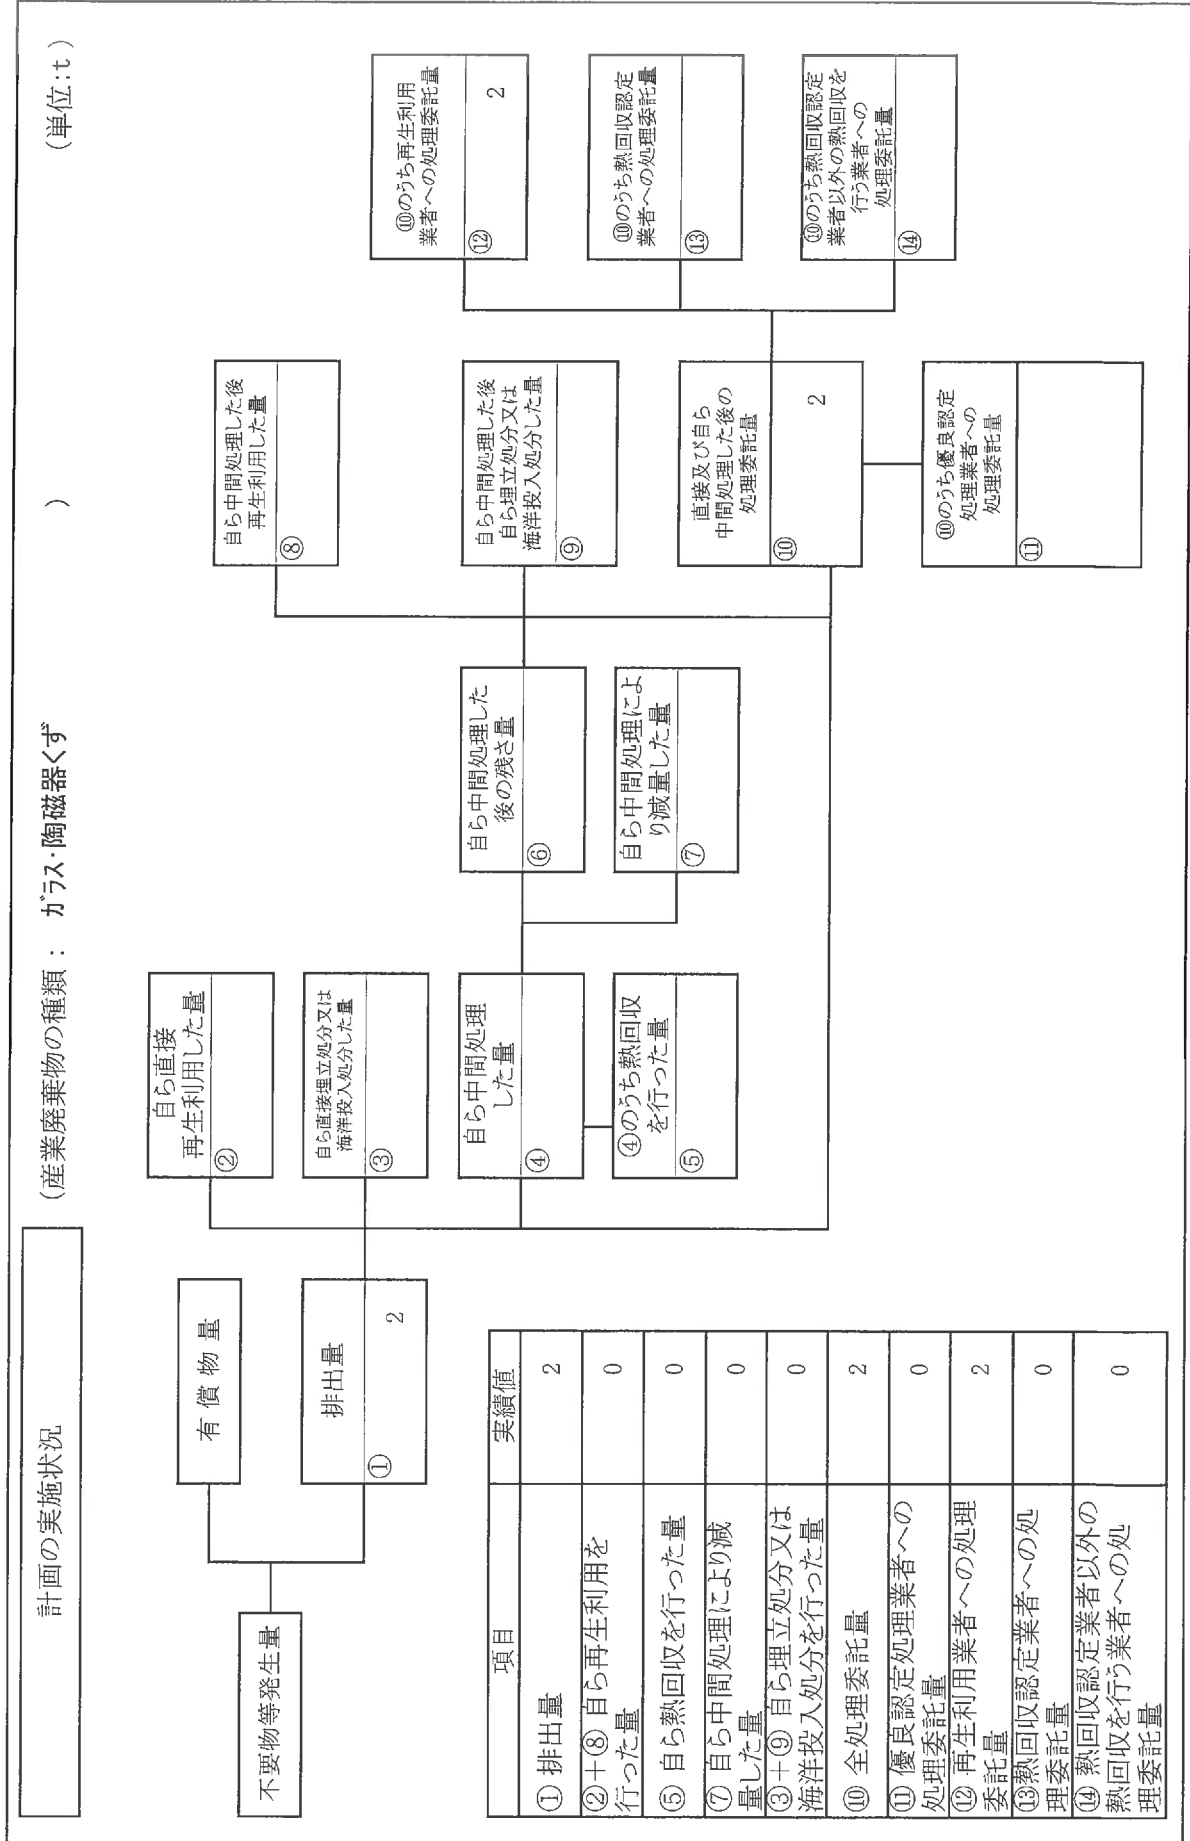 計画の実施状況
(産業廃棄物の種類： ガラス・陶磁器くず )
(単位:t)
不要物等発生量
有償物量
排出量
① 2
自ら直接
再生利用した量
②
自ら直接埋立処分又は
海洋投入処分した量
③
自ら中間処理
した量
④
④のうち熱回収
を行った量
⑤
自ら中間処理した
後の残さ量
⑥
自ら中間処理によ
り減量した量
⑦
自ら中間処理した後
再生利用した量
⑧
自ら中間処理した後
自ら埋立処分又は
海洋投入処分した量
⑨
直接及び自ら
中間処理した後の
処理委託量
⑩ 2
⑩のうち優良認定
処理業者への
処理委託量
⑪
⑩のうち再生利用
業者への処理委託量
⑫ 2
⑩のうち熱回収認定
業者への処理委託量
⑬
⑩のうち熱回収認定
業者以外の熱回収を
行う業者への
処理委託量
⑭
項目 実績値
① 排出量 2
②＋⑧ 自ら再生利用を
行った量 0
⑤ 自ら熱回収を行った量 0
⑦ 自ら中間処理により減
量した量 0
③＋⑨ 自ら埋立処分又は
海洋投入処分を行った量 0
⑩ 全処理委託量 2
⑪ 優良認定処理業者への
処理委託量 0
⑫ 再生利用業者への処理
委託量 2
⑬熱回収認定業者への処
理委託量 0
⑭ 熱回収認定業者以外の
熱回収を行う業者への処
理委託量 0